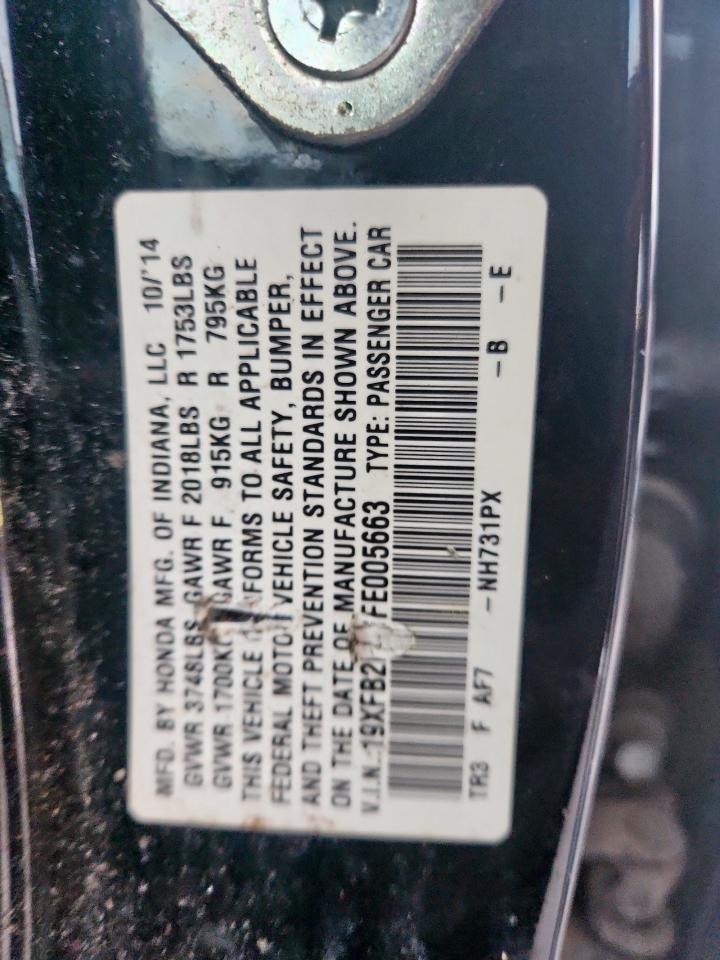 MFD. BY HONDA MFG. OF INDIANA, LLC 10/'14
GVWR 3748LBS GAWR F 2018LBS R 1753LBS
GVWR 1700KG GAWR F 915KG R 795KG
THIS VEHICLE CONFORMS TO ALL APPLICABLE
FEDERAL MOTOR VEHICLE SAFETY, BUMPER,
AND THEFT PREVENTION STANDARDS IN EFFECT
ON THE DATE OF MANUFACTURE SHOWN ABOVE.
V.I.N.: 19XFB2 FE005663 TYPE: PASSENGER CAR
TR3 F AF7 -NH731PX -B -E